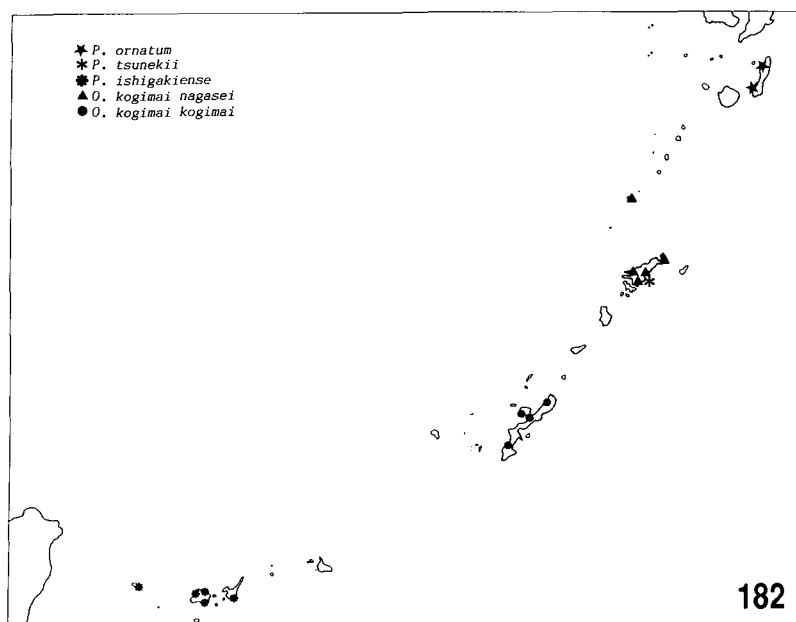 ★ P. ornatum
✳ P. tsunekii
✹ P. ishigakiense
▲ O. kogimai nagasei
● O. kogimai kogimai
182